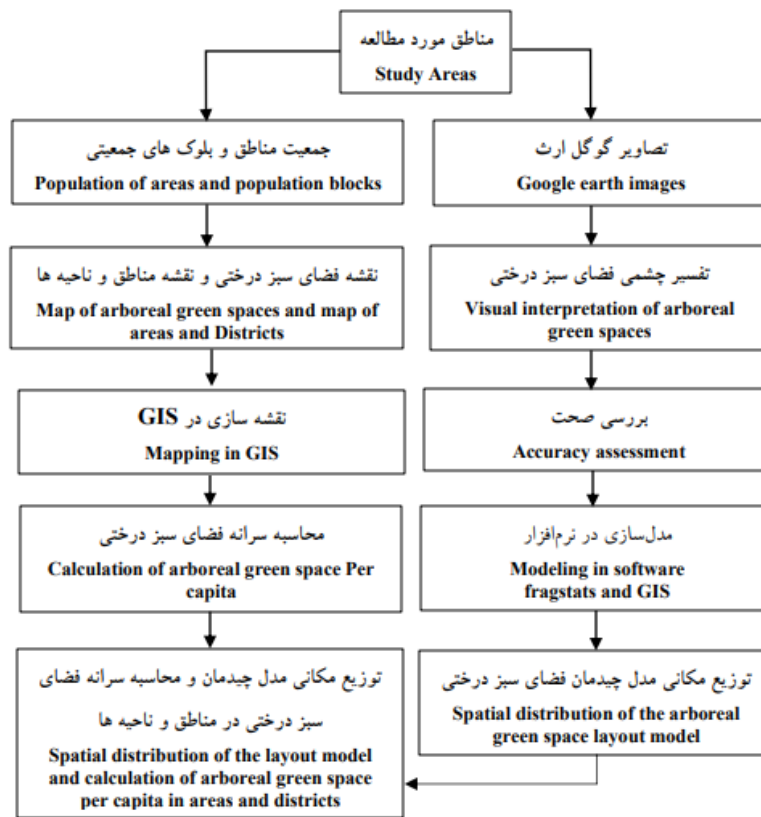 مناطق مورد مطالعه
Study Areas
جمعیت مناطق و بلوک های جمعیتی
Population of areas and population blocks
تصاویر گوگل ارث
Google earth images
نقشه فضای سبز درختی و نقشه مناطق و ناحیه ها
Map of arboreal green spaces and map of
areas and Districts
تفسیر چشمی فضای سبز درختی
Visual interpretation of arboreal
green spaces
نقشه سازی در GIS
Mapping in GIS
بررسی صحت
Accuracy assessment
محاسبه سرانه فضای سبز درختی
Calculation of arboreal green space Per
capita
مدل‌سازی در نرم‌افزار
Modeling in software
fragstats and GIS
توزیع مکانی مدل چیدمان و محاسبه سرانه فضای
سبز درختی در مناطق و ناحیه ها
Spatial distribution of the layout model
and calculation of arboreal green space
per capita in areas and districts
توزیع مکانی مدل چیدمان فضای سبز درختی
Spatial distribution of the arboreal
green space layout model